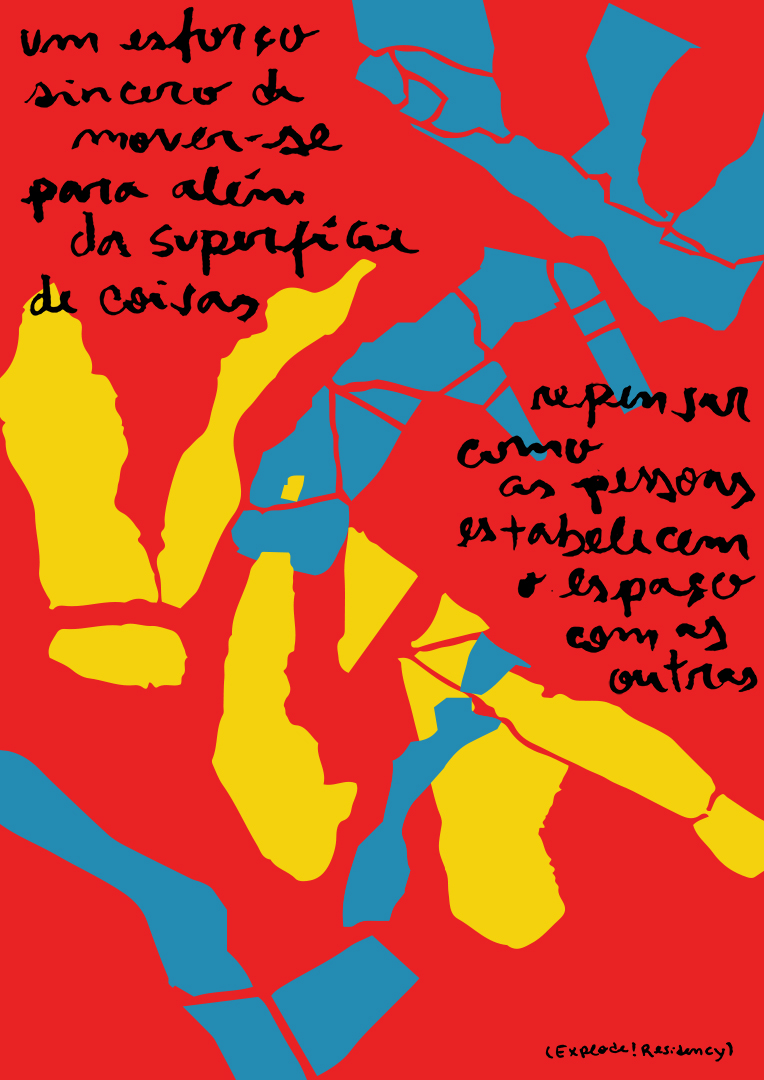 um esforço
sincero de
mover-se
para além
da superfície
de coisas
repensar
como
as pessoas
estabelecem
o espaço
com as
outras
(Explode! Residency)